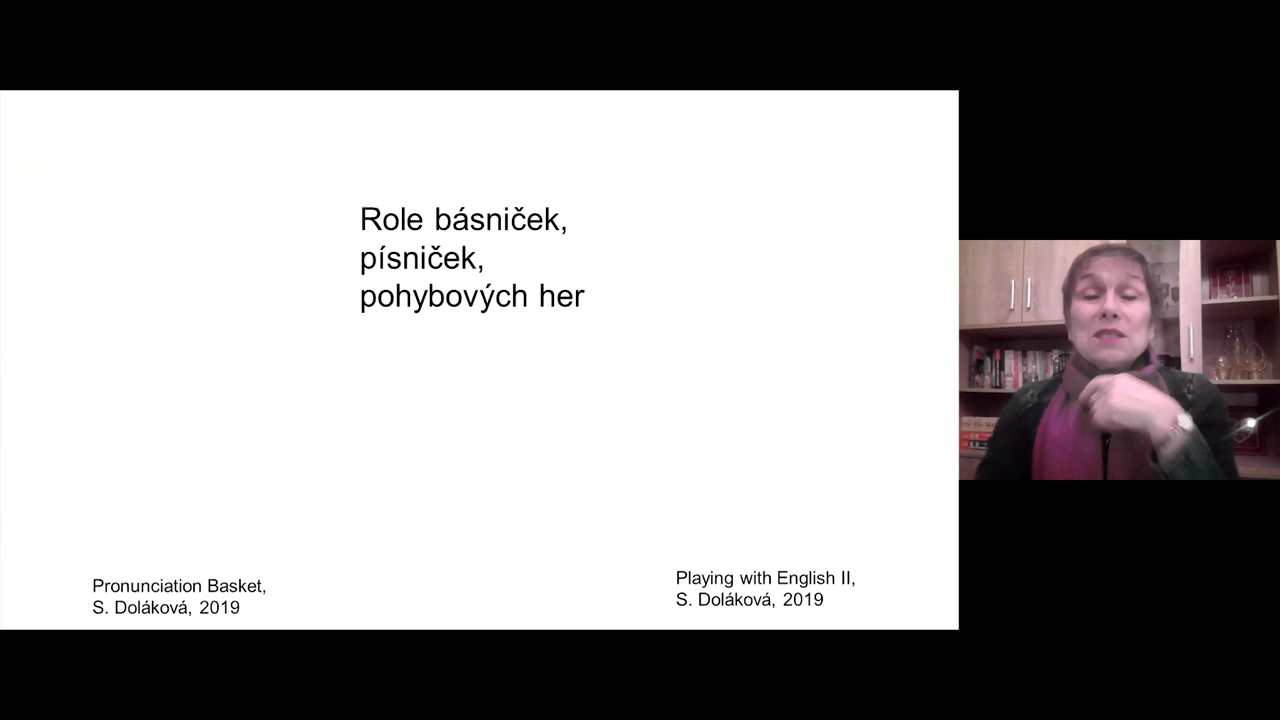 Role básniček,
písniček,
pohybových her
Pronunciation Basket,
S. Doláková, 2019
Playing with English II,
S. Doláková, 2019